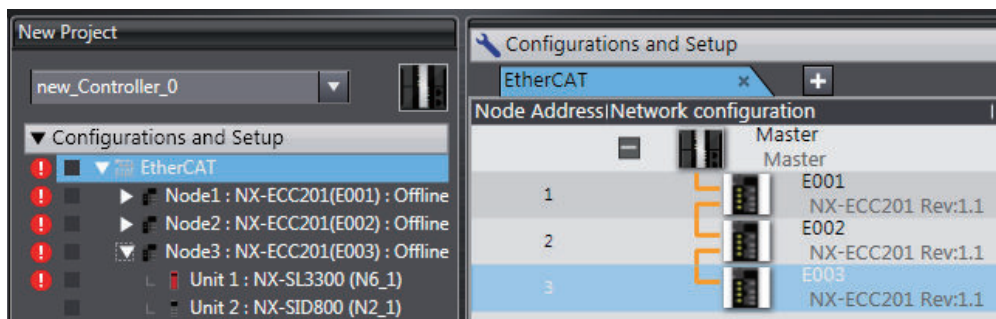 New Project
new_Controller_0
Configurations and Setup
EtherCAT
Node1 : NX-ECC201(E001) : Offline
Node2 : NX-ECC201(E002) : Offline
Node3 : NX-ECC201(E003) : Offline
Unit 1 : NX-SL3300 (N6_1)
Unit 2 : NX-SID800 (N2_1)
Configurations and Setup
EtherCAT
Node Address|Network configuration
Master
Master
1
E001
NX-ECC201 Rev:1.1
2
E002
NX-ECC201 Rev:1.1
3
E003
NX-ECC201 Rev:1.1